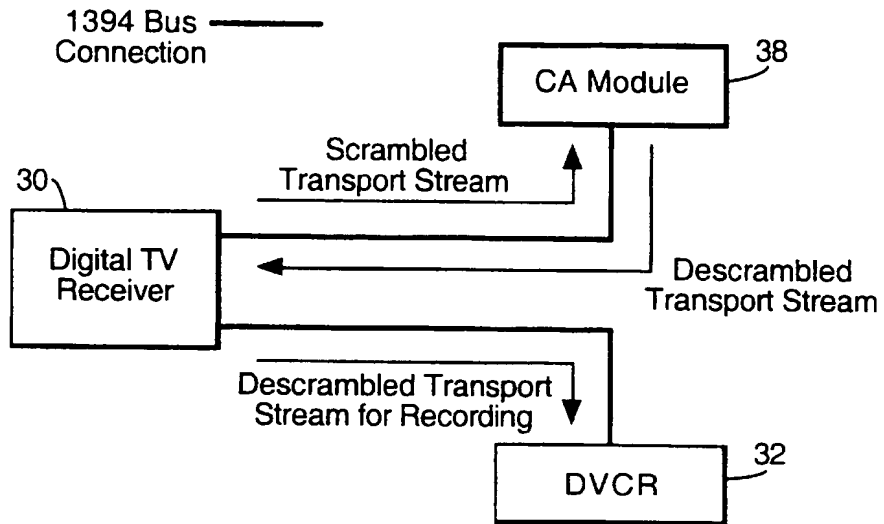 1394 Bus
Connection
38
CA Module
Scrambled
Transport Stream
30
Digital TV
Receiver
Descrambled
Transport Stream
Descrambled Transport
Stream for Recording
32
DVCR